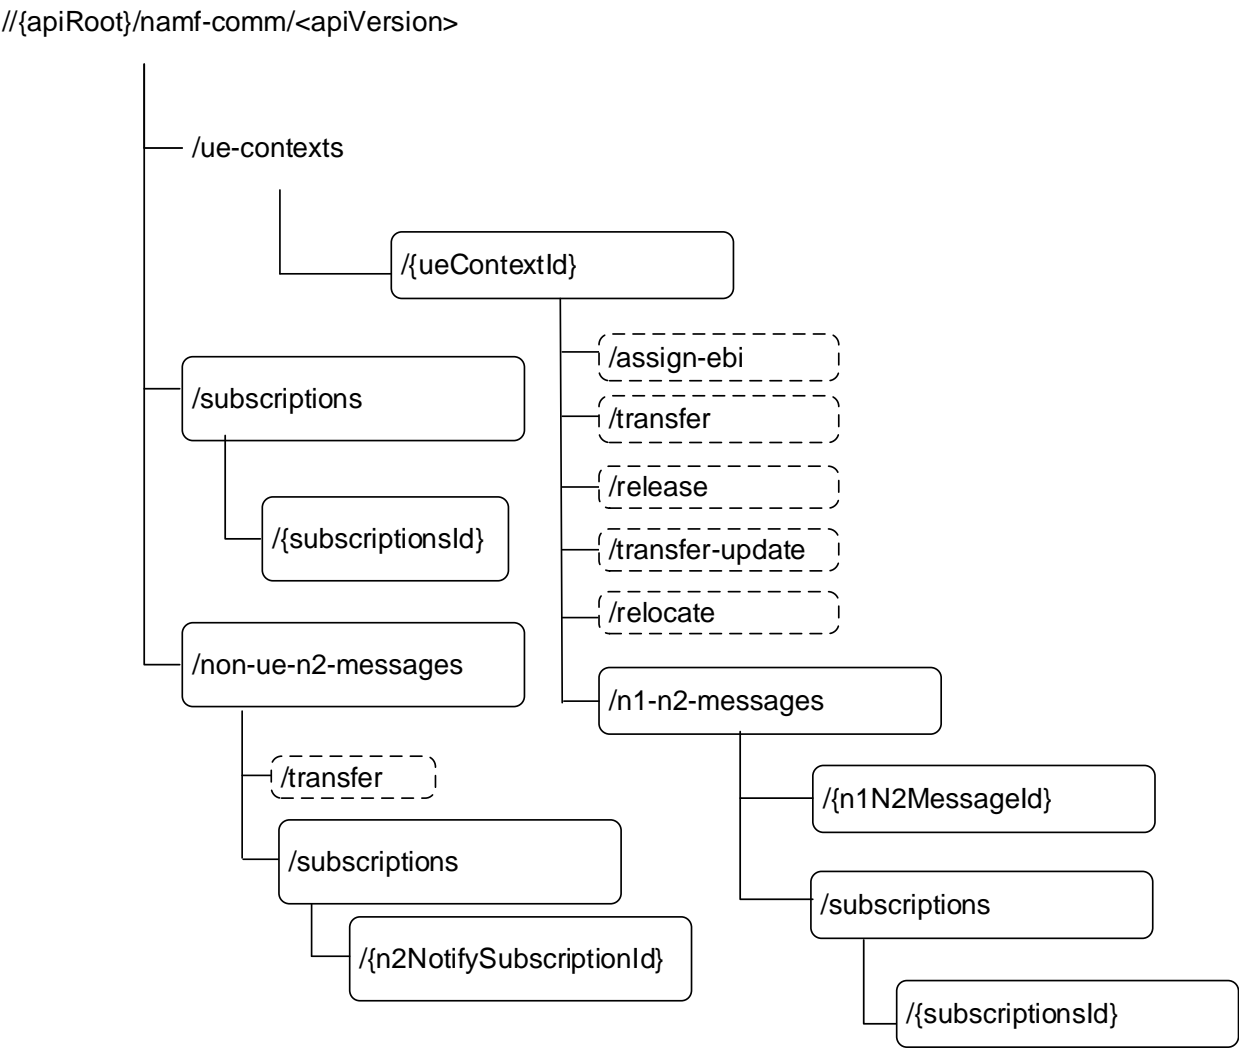 //{apiRoot}/namf-comm/<apiVersion>
/ue-contexts
/{ueContextId}
/assign-ebi
/transfer
/release
/transfer-update
/relocate
/n1-n2-messages
/{n1N2MessageId}
/subscriptions
/{subscriptionsId}
/subscriptions
/{subscriptionsId}
/non-ue-n2-messages
/transfer
/subscriptions
/{n2NotifySubscriptionId}